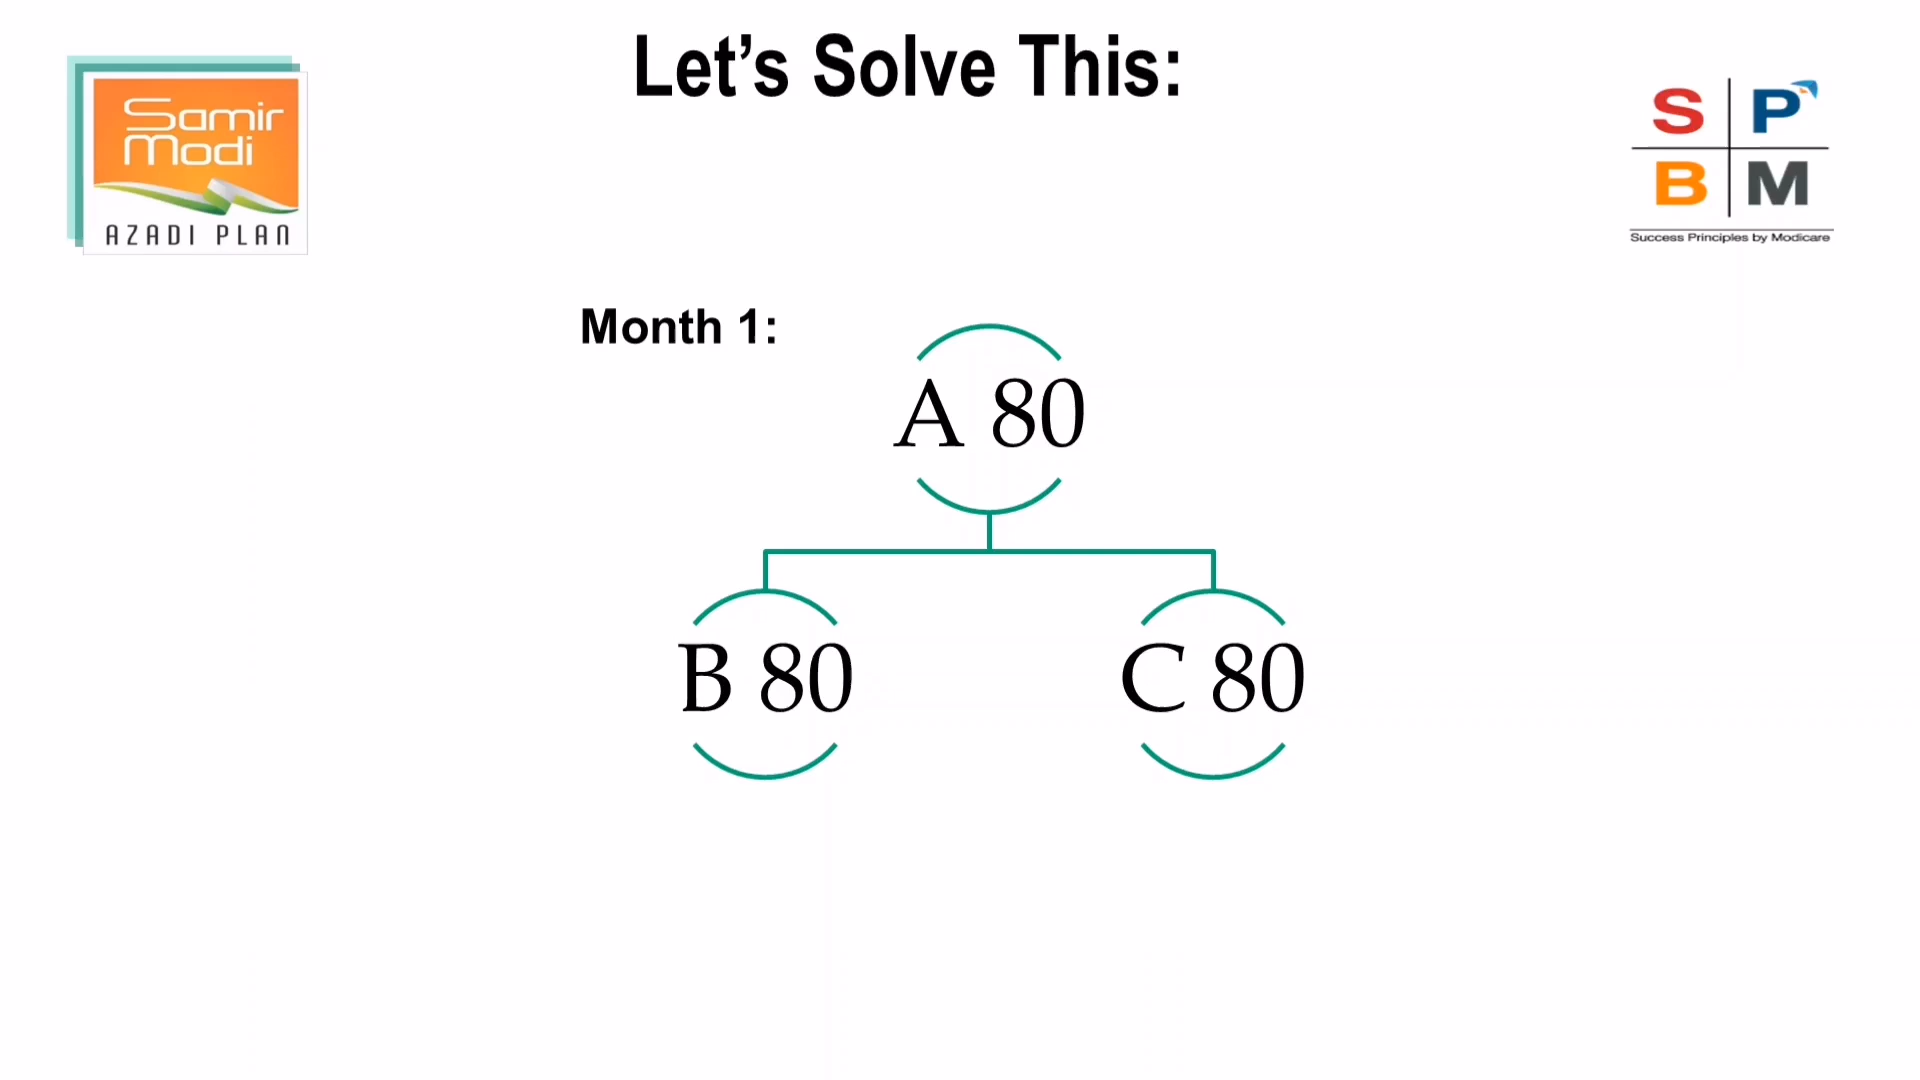 Let’s Solve This:
Samir
Modi
AZADI PLAN
S P
B M
Success Principles by Modicare
Month 1:
A 80
B 80
C 80